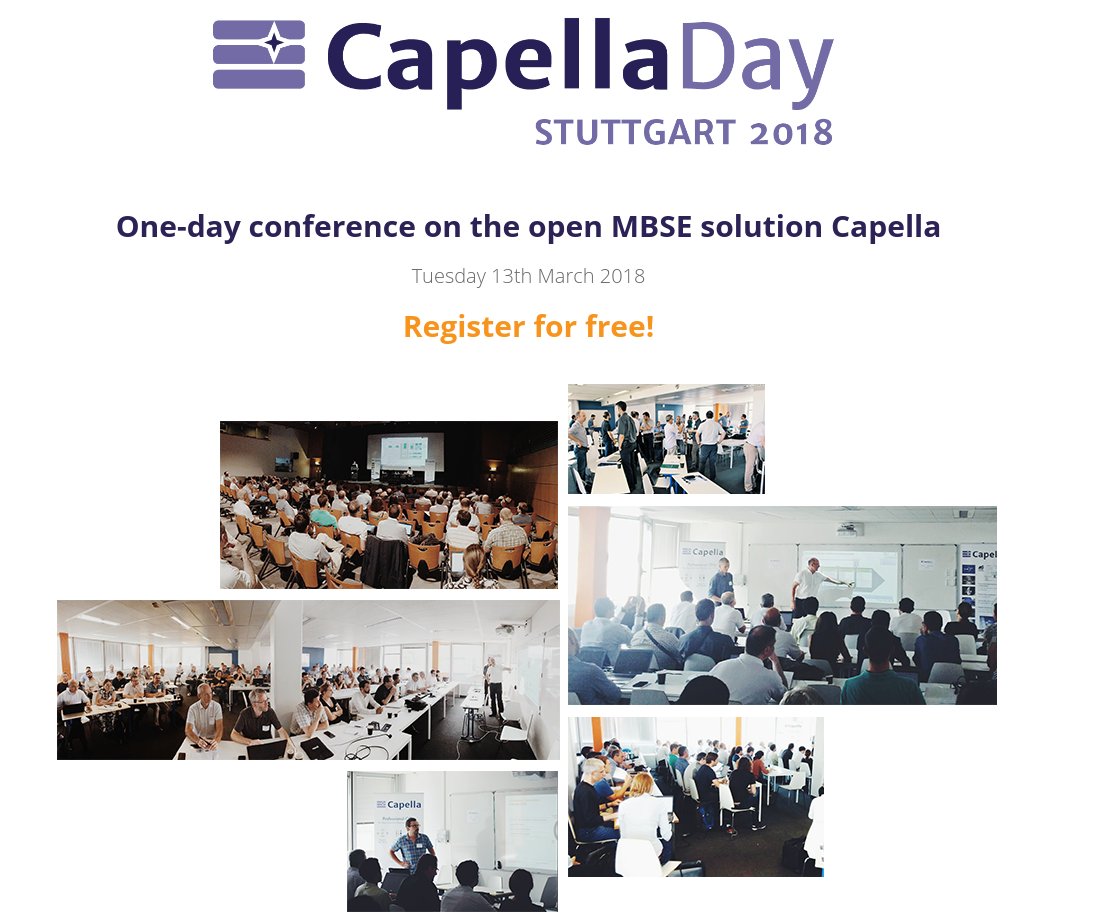 CapellaDay
STUTTGART 2018
One-day conference on the open MBSE solution Capella
Tuesday 13th March 2018
Register for free!
Capella
Capell
Capella